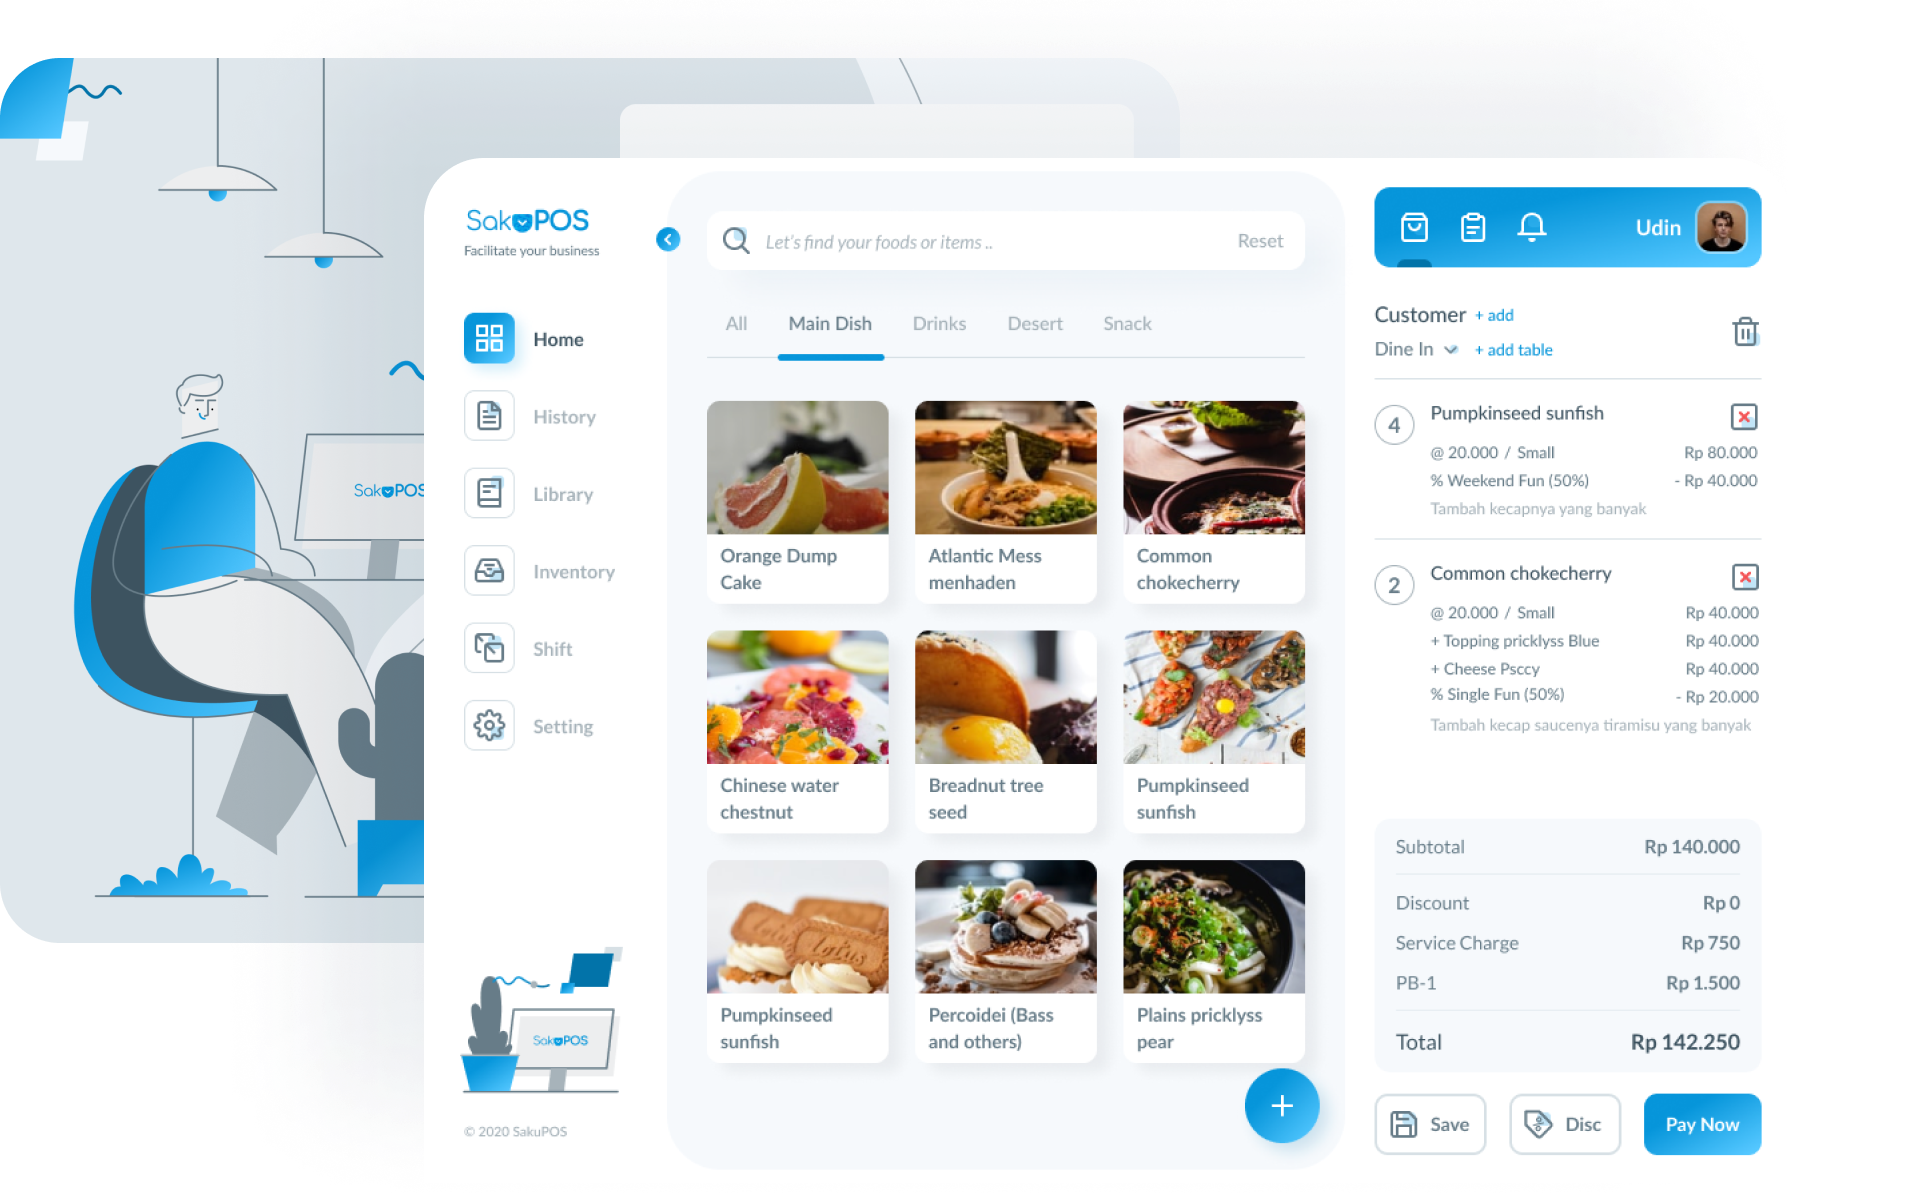 SakuPOS
Facilitate your business
Home
History
Library
Inventory
Shift
Setting
SakuPOS
SakuPOS
© 2020 SakuPOS
Let's find your foods or items ..
Reset
All
Main Dish
Drinks
Desert
Snack
Orange Dump
Cake
Atlantic Mess
menhaden
Common
chokecherry
Chinese water
chestnut
Breadnut tree
seed
Pumpkinseed
sunfish
lotus
Pumpkinseed
sunfish
Percoidei (Bass
and others)
Plains pricklyss
pear
+
Udin
Customer + add
Dine In + add table
4 Pumpkinseed sunfish
@ 20.000 / Small Rp 80.000
% Weekend Fun (50%) - Rp 40.000
Tambah kecapnya yang banyak
2 Common chokecherry
@ 20.000 / Small Rp 40.000
+ Topping pricklyss Blue Rp 40.000
+ Cheese Psccy Rp 40.000
% Single Fun (50%) - Rp 20.000
Tambah kecap saucenya tiramisu yang banyak
Subtotal Rp 140.000
Discount Rp 0
Service Charge Rp 750
PB-1 Rp 1.500
Total Rp 142.250
Save
Disc
Pay Now